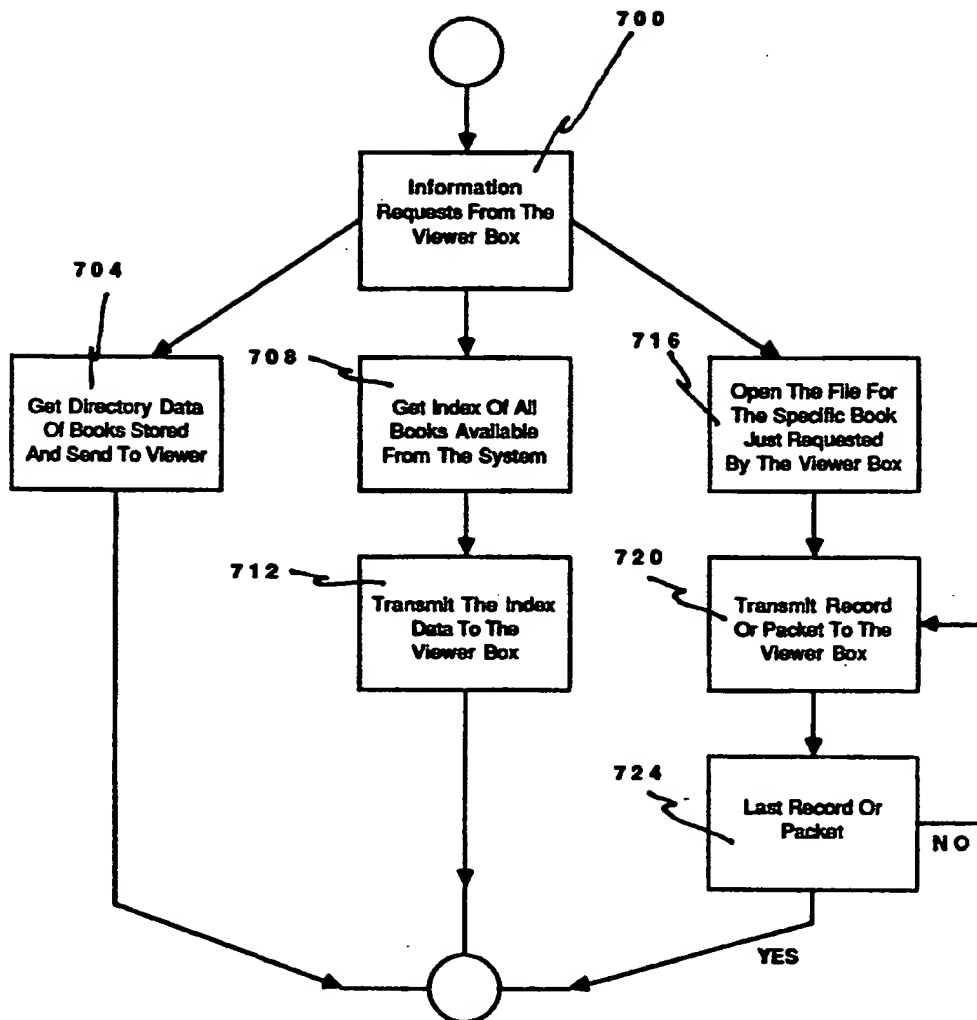 700
Information
Requests From The
Viewer Box
704
Get Directory Data
Of Books Stored
And Send To Viewer
708
Get Index Of All
Books Available
From The System
716
Open The File For
The Specific Book
Just Requested
By The Viewer Box
712
Transmit The Index
Data To The
Viewer Box
720
Transmit Record
Or Packet To The
Viewer Box
724
Last Record Or
Packet
NO
YES